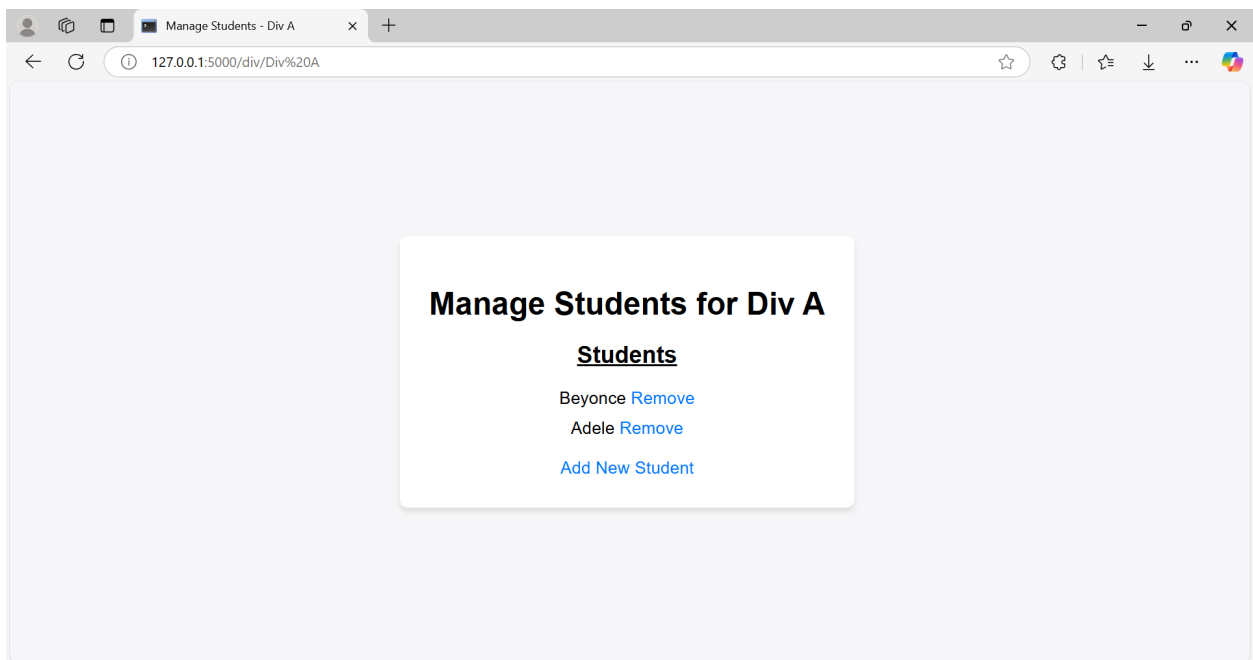 Manage Students - Div A
127.0.0.1:5000/div/Div%20A
Manage Students for Div A
Students
Beyonce Remove
Adele Remove
Add New Student